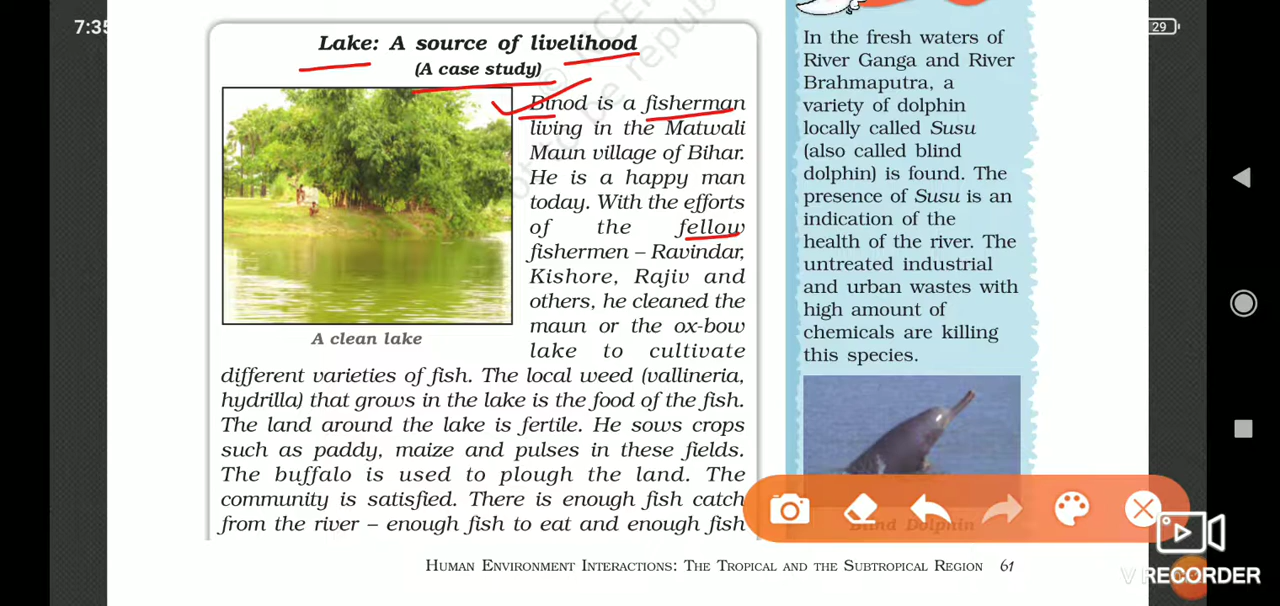 7:35
29
Lake: A source of livelihood
(A case study)
Binod is a fisherman
living in the Matwali
Maun village of Bihar.
He is a happy man
today. With the efforts
of the fellow
fishermen – Ravindar,
Kishore, Rajiv and
others, he cleaned the
maun or the ox-bow
lake to cultivate
different varieties of fish. The local weed (vallineria,
hydrilla) that grows in the lake is the food of the fish.
The land around the lake is fertile. He sows crops
such as paddy, maize and pulses in these fields.
The buffalo is used to plough the land. The
community is satisfied. There is enough fish catch
from the river – enough fish to eat and enough fish
A clean lake
In the fresh waters of
River Ganga and River
Brahmaputra, a
variety of dolphin
locally called Susu
(also called blind
dolphin) is found. The
presence of Susu is an
indication of the
health of the river. The
untreated industrial
and urban wastes with
high amount of
chemicals are killing
this species.
Blind Dolphin
Human Environment Interactions: The Tropical and the Subtropical Region 61
V RECORDER